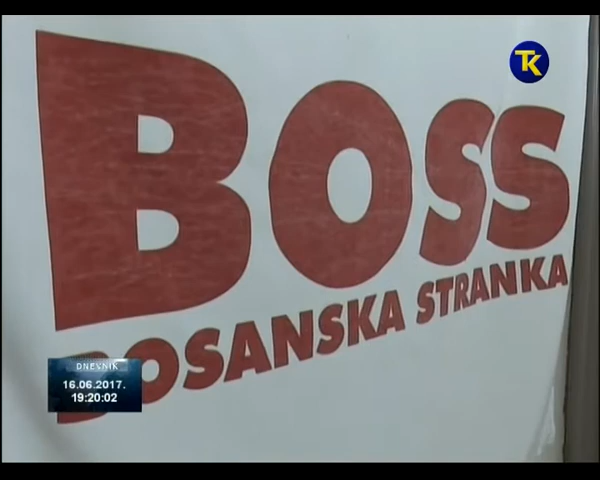 TK
BOSS
BOSANSKA STRANKA
DNEVNIK
16.06.2017.
19:20:02